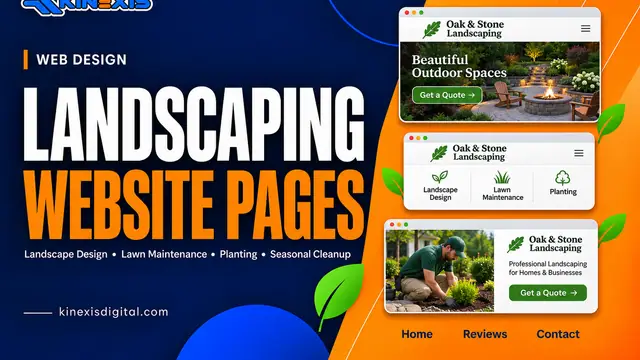 KINEXIS
WEB DESIGN
LANDSCAPING
WEBSITE PAGES
Landscape Design • Lawn Maintenance • Planting • Seasonal Cleanup
kinexisdigital.com
Oak & Stone
Landscaping
Beautiful
Outdoor Spaces
Get a Quote →
Oak & Stone
Landscaping
Landscape
Design
Lawn
Maintenance
Planting
Oak & Stone
Landscaping
Professional Landscaping
for Homes & Businesses
Get a Quote →
Home
Reviews
Contact